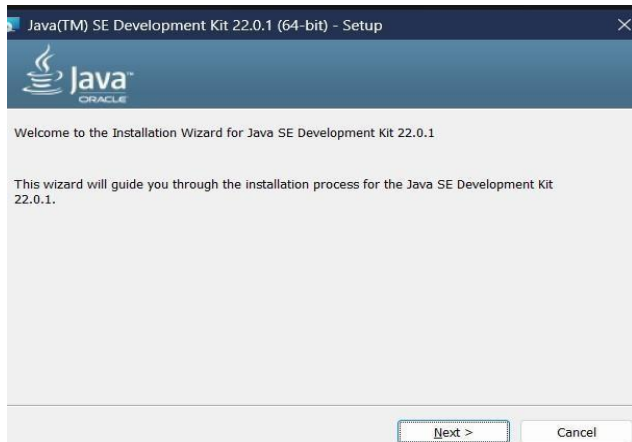 Java(TM) SE Development Kit 22.0.1 (64-bit) - Setup
Java™
ORACLE
Welcome to the Installation Wizard for Java SE Development Kit 22.0.1
This wizard will guide you through the installation process for the Java SE Development Kit
22.0.1.
Next >
Cancel